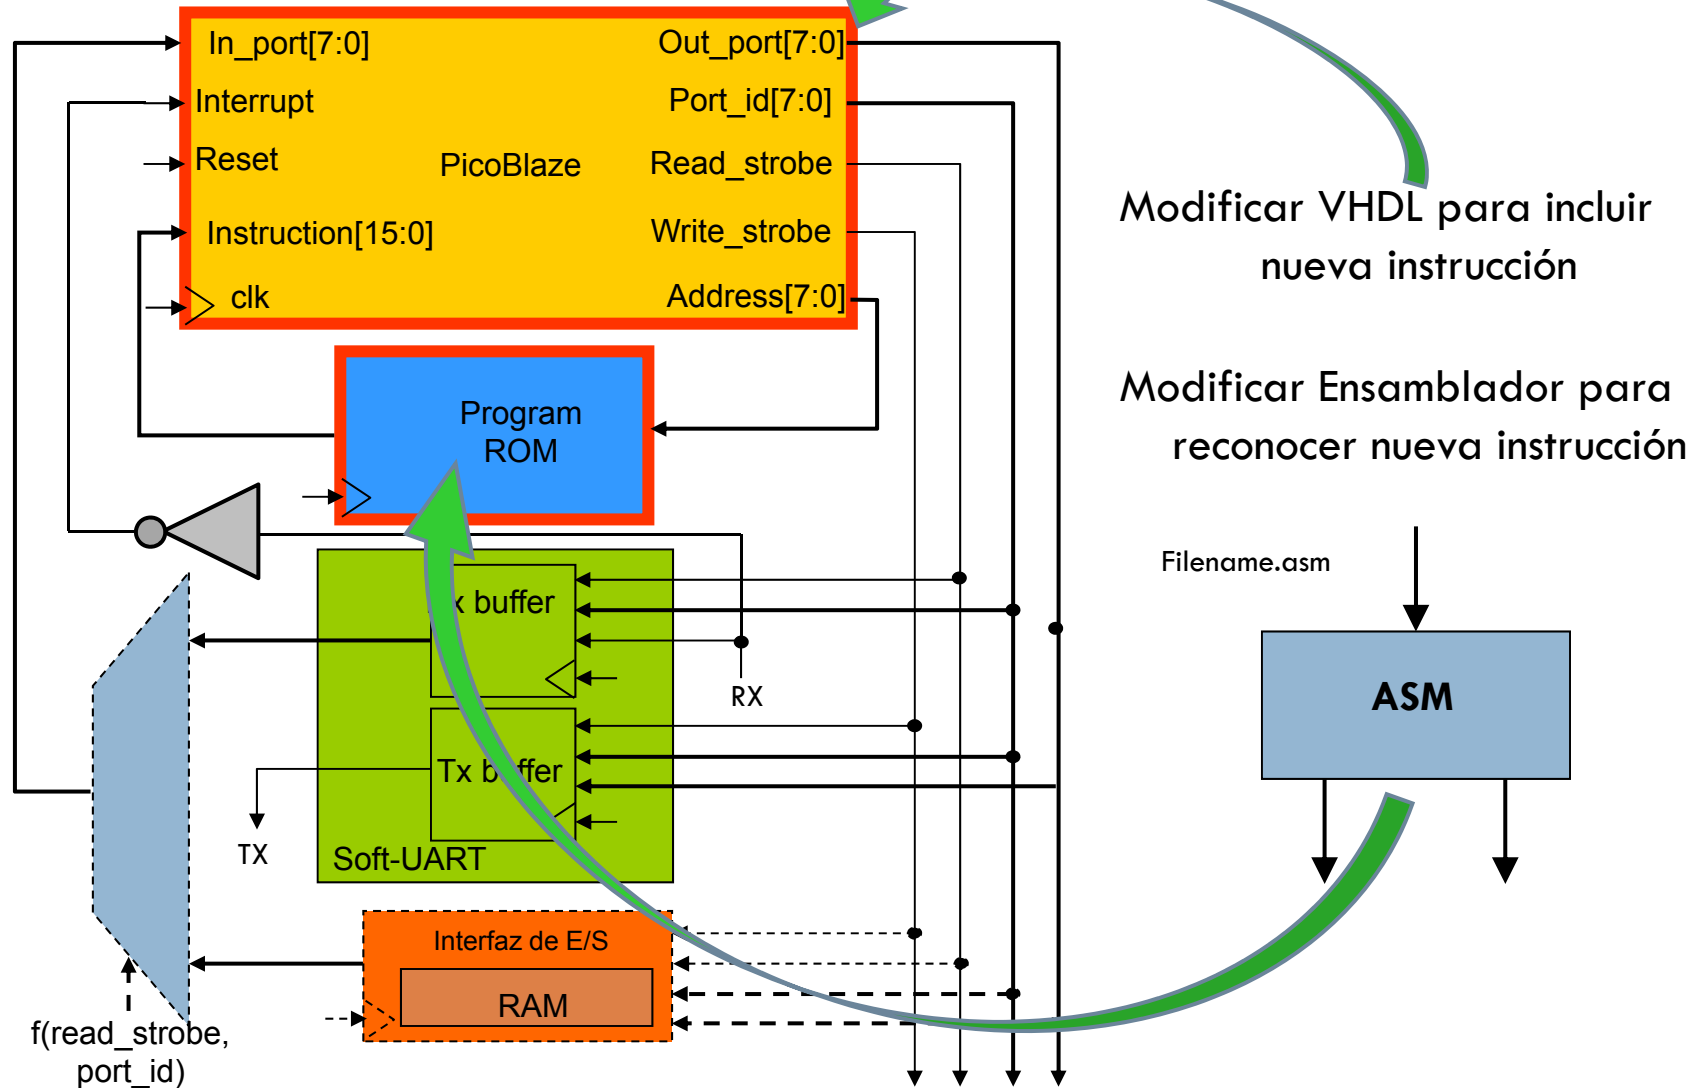 In_port[7:0]
Out_port[7:0]
Interrupt
Port_id[7:0]
Reset
PicoBlaze
Read_strobe
Instruction[15:0]
Write_strobe
clk
Address[7:0]
Modificar VHDL para incluir
nueva instrucción
Program
ROM
Modificar Ensamblador para
reconocer nueva instrucción
Filename.asm
buffer
RX
ASM
Tx buffer
TX
Soft-UART
Interfaz de E/S
RAM
f(read_strobe,
port_id)